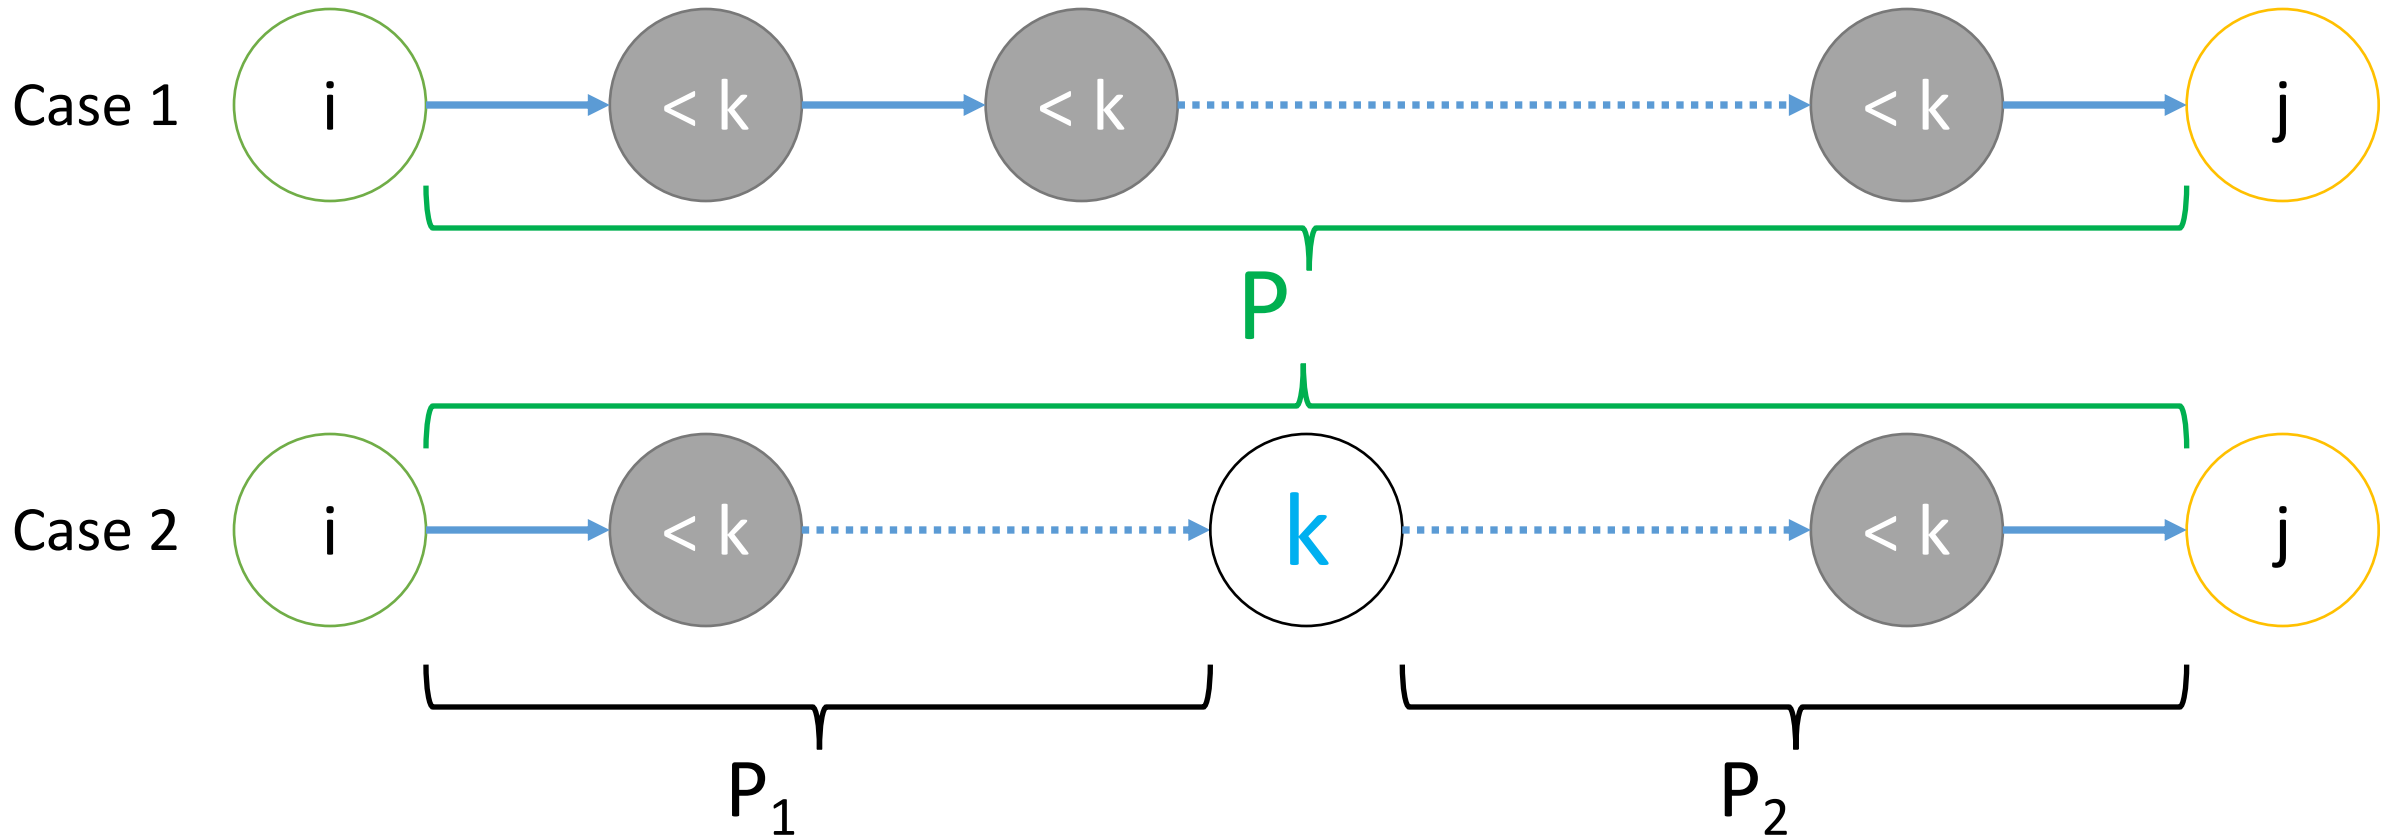 Case 1 i < k < k < k j
P
Case 2 i < k k < k j
P1 P2